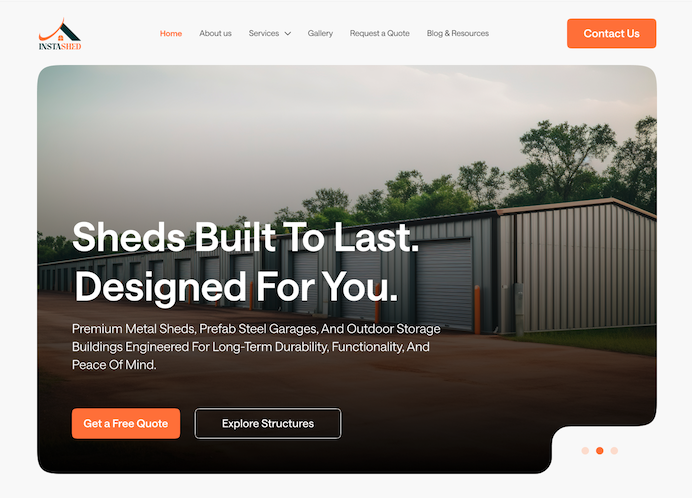 INSTASHED
Home
About us
Services
Gallery
Request a Quote
Blog & Resources
Contact Us
Sheds Built To Last.
Designed For You.
Premium Metal Sheds, Prefab Steel Garages, And Outdoor Storage
Buildings Engineered For Long-Term Durability, Functionality, And
Peace Of Mind.
Get a Free Quote
Explore Structures